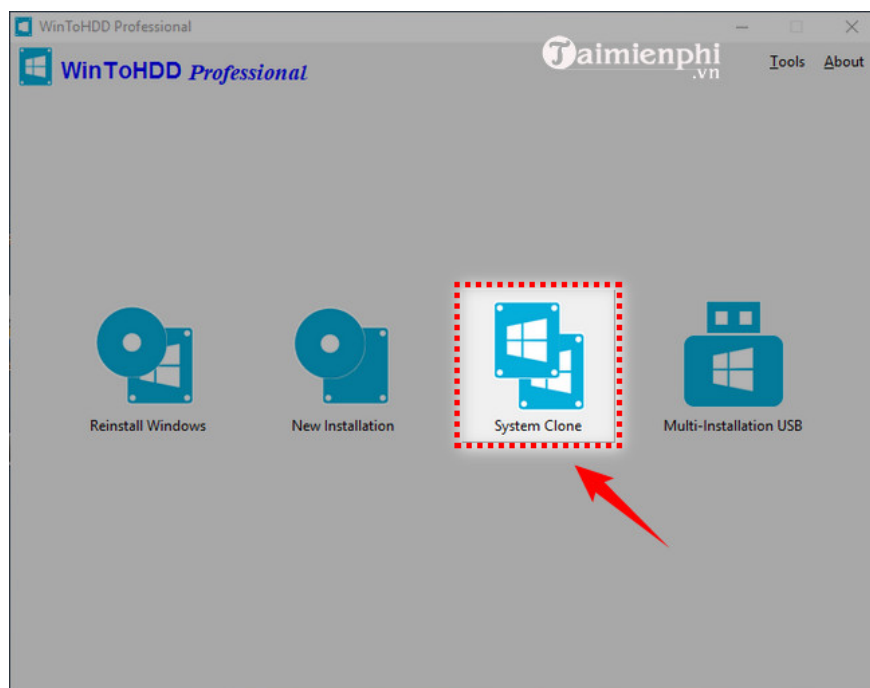 WinToHDD Professional
WinToHDD Professional
Taimienphi
.vn
Tools
About
Reinstall Windows
New Installation
System Clone
Multi-Installation USB